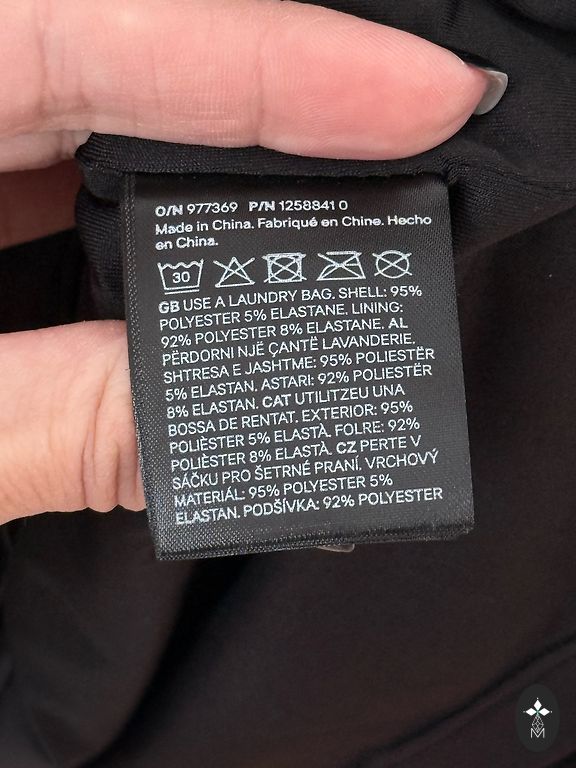 O/N 977369 P/N 1258841 0
Made in China. Fabriqué en Chine. Hecho
en China.
30
GB USE A LAUNDRY BAG. SHELL: 95%
POLYESTER 5% ELASTANE. LINING:
92% POLYESTER 8% ELASTANE. AL
PËRDORNI NJË ÇANTË LAVANDERIE.
SHTRESA E JASHTME: 95% POLIESTËR
5% ELASTAN. ASTARI: 92% POLIESTËR
8% ELASTAN. CAT UTILITZEU UNA
BOSSA DE RENTAT. EXTERIOR: 95%
POLIÈSTER 5% ELASTÀ. FOLRE: 92%
POLIÈSTER 8% ELASTÀ. CZ PERTE V
SÁČKU PRO ŠETRNÉ PRANÍ. VRCHOVÝ
MATERIÁL: 95% POLYESTER 5%
ELASTAN. PODŠÍVKA: 92% POLYESTER
M